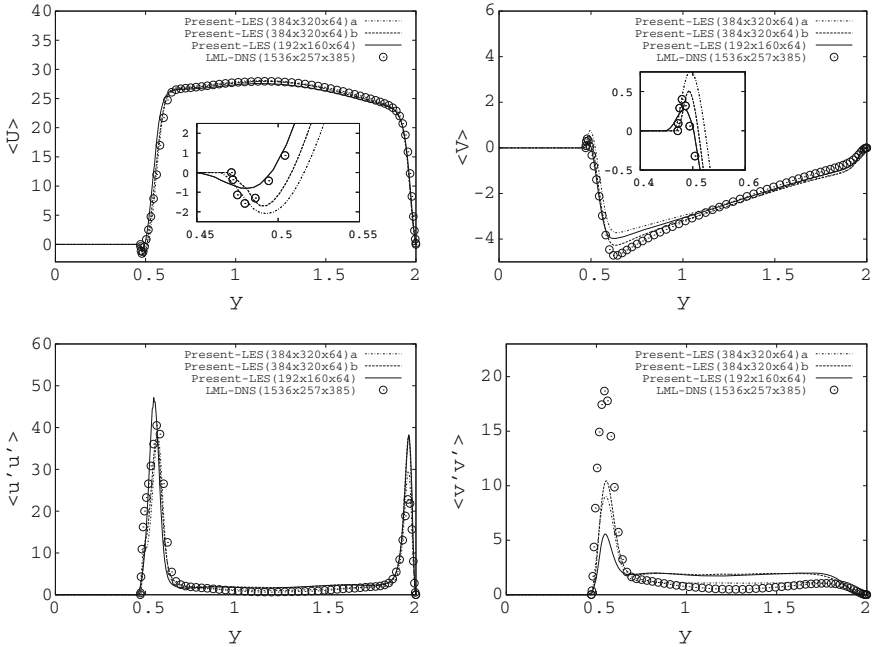 Present-LES(384x320x64)a
Present-LES(384x320x64)b
Present-LES(192x160x64)
LML-DNS(1536x257x385)
<U>
40
35
30
25
20
15
10
5
0
2
1
0
−1
−2
0.45
0.5
0.55
0
0.5
1
1.5
2
y
Present-LES(384x320x64)a
Present-LES(384x320x64)b
Present-LES(192x160x64)
LML-DNS(1536x257x385)
<V>
6
4
2
0
−2
−4
0.5
0
−0.5
0.4
0.5
0.6
0
0.5
1
1.5
2
y
Present-LES(384x320x64)a
Present-LES(384x320x64)b
Present-LES(192x160x64)
LML-DNS(1536x257x385)
<u'u'>
60
50
40
30
20
10
0
0
0.5
1
1.5
2
y
Present-LES(384x320x64)a
Present-LES(384x320x64)b
Present-LES(192x160x64)
LML-DNS(1536x257x385)
<v'v'>
20
15
10
5
0
0
0.5
1
1.5
2
y